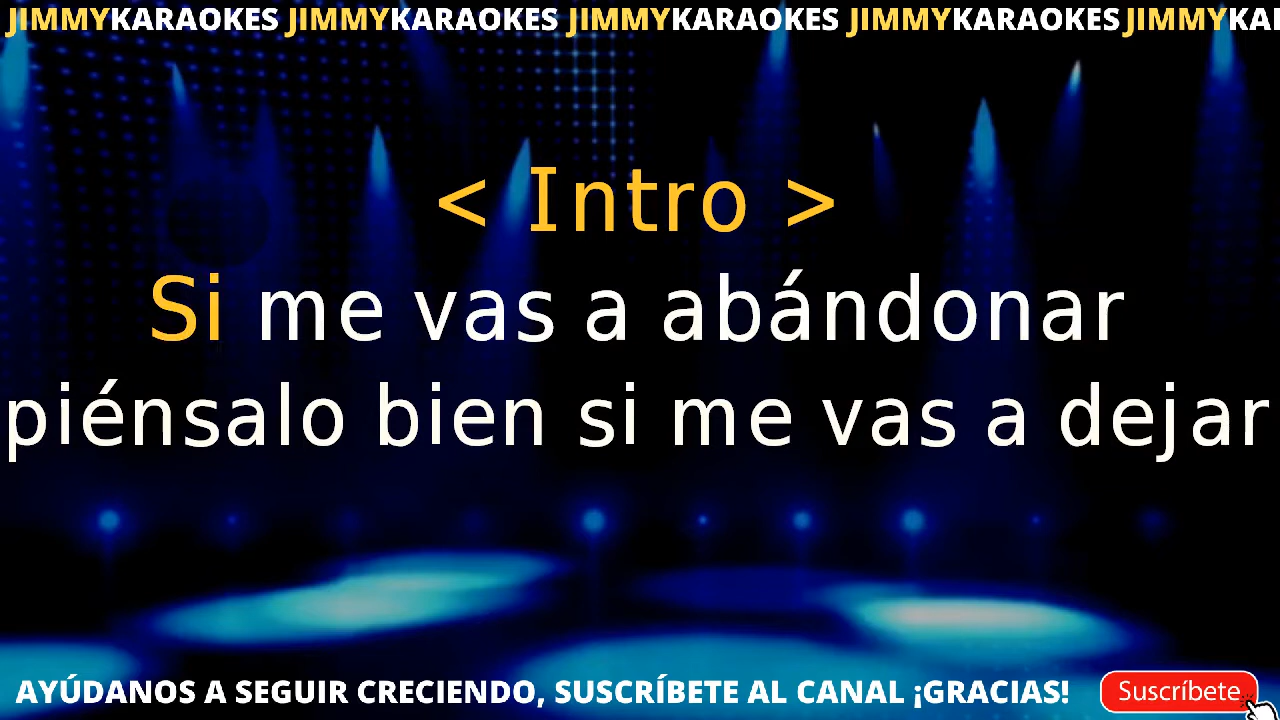 JIMMYKARAOKES JIMMYKARAOKES JIMMYKARAOKES JIMMYKARAOKES JIMMYKA
< Intro >
Si me vas a abándonar
piénsalo bien si me vas a dejar
AYÚDANOS A SEGUIR CRECIENDO, SUSCRÍBETE AL CANAL ¡GRACIAS! Suscríbete